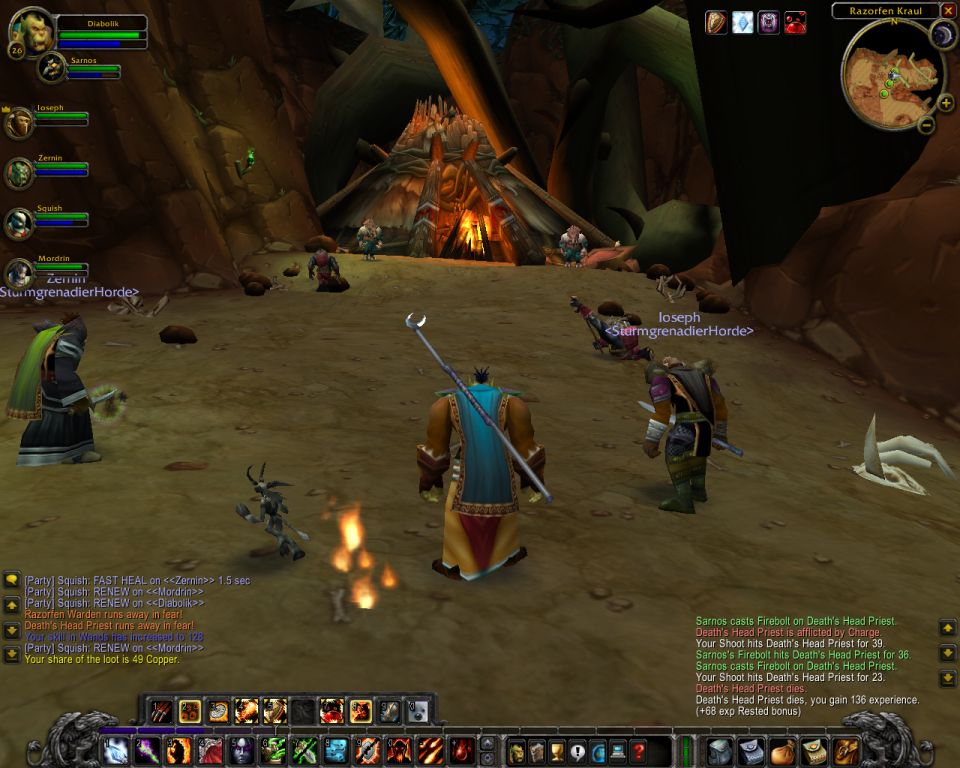 Diabolik
26
Sarnos
Ioseph
Zernin
Squish
Mordrin
Razorfen Kraul
N
Zernin
SturmgrenadierHorde>
Ioseph
<SturmgrenadierHorde>
[Party] Squish: FAST HEAL on <<Zernin>> 1.5 sec
[Party] Squish: RENEW on <<Mordrin>>
[Party] Squish: RENEW on <<Diabolik>>
Razorfen Warden runs away in fear!
Death's Head Priest runs away in fear!
Your skill in Wands has increased to 128
[Party] Squish: RENEW on <<Mordrin>>
Your share of the loot is 49 Copper.
Sarnos casts Firebolt on Death's Head Priest.
Death's Head Priest is afflicted by Charge.
Your Shoot hits Death's Head Priest for 39.
Sarnos's Firebolt hits Death's Head Priest for 36.
Sarnos casts Firebolt on Death's Head Priest.
Your Shoot hits Death's Head Priest for 23.
Death's Head Priest dies.
Death's Head Priest dies, you gain 136 experience.
(+68 exp Rested bonus)